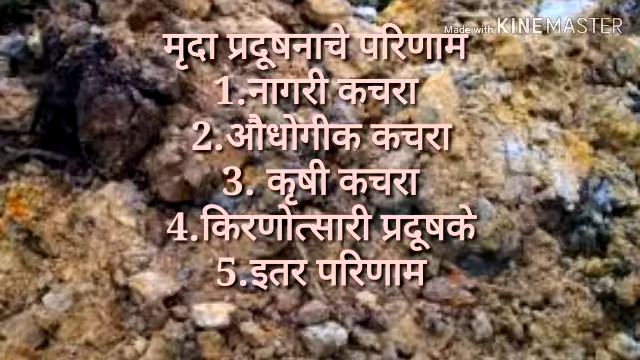 Made with KINEMASTER
मृदा प्रदूषनाचे परिणाम
1.नागरी कचरा
2.औधोगीक कचरा
3. कृषी कचरा
4.किरणोत्सारी प्रदूषके
5.इतर परिणाम